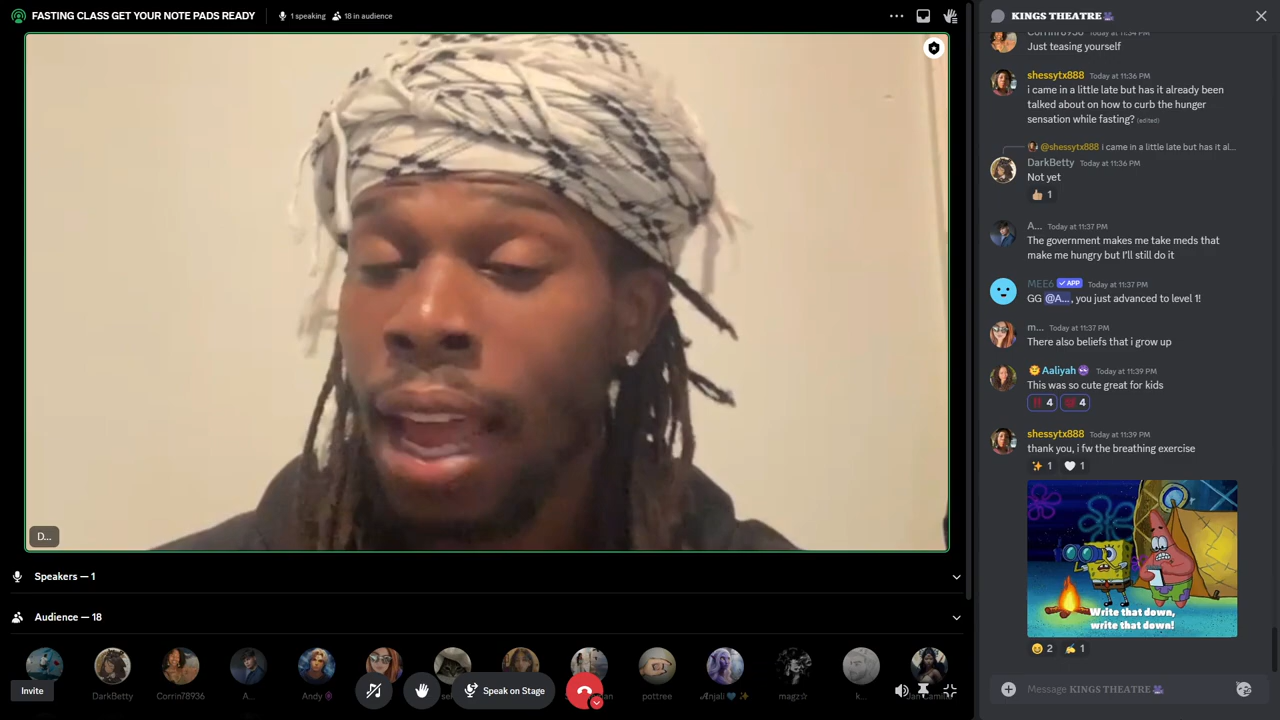 FASTING CLASS GET YOUR NOTE PADS READY
1 speaking
18 in audience
D...
Speakers — 1
Audience — 18
DarkBetty
Corrin78936
A...
Andy
pottree
Anjali
magz☆
k...
Invite
Speak on Stage
KINGS THEATRE
Corrin78936 Today at 11:34 PM
Just teasing yourself
shessytx888 Today at 11:36 PM
i came in a little late but has it already been
talked about on how to curb the hunger
sensation while fasting? (edited)
@shessytx888 i came in a little late but has it al...
DarkBetty Today at 11:36 PM
Not yet
1
A... Today at 11:37 PM
The government makes me take meds that
make me hungry but I'll still do it
MEE6 ✓ APP Today at 11:37 PM
GG @A..., you just advanced to level 1!
m... Today at 11:37 PM
There also beliefs that i grow up
Aaliyah Today at 11:39 PM
This was so cute great for kids
4 4
shessytx888 Today at 11:39 PM
thank you, i fw the breathing exercise
1 1
Write that down,
write that down!
2 1
Message KINGS THEATRE